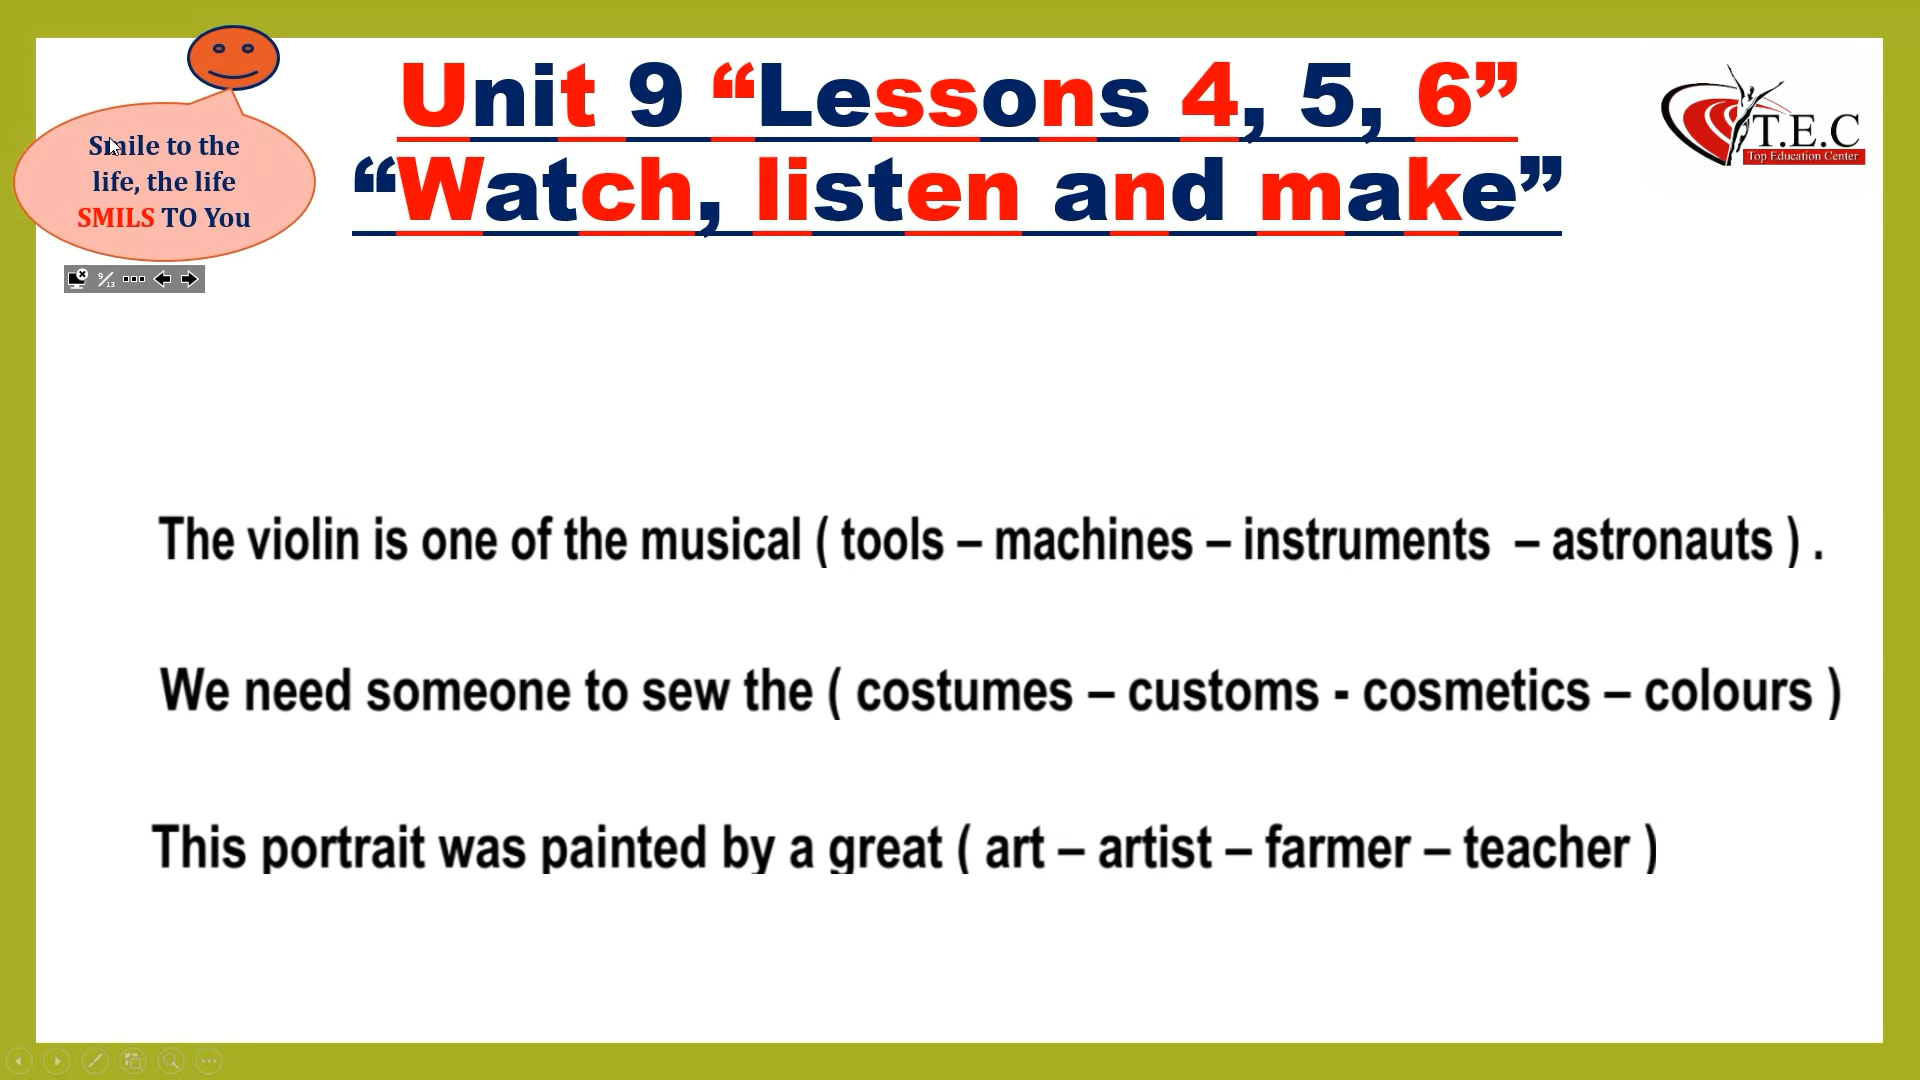 Unit 9 “Lessons 4, 5, 6”
“Watch, listen and make”
Smile to the
life, the life
SMILS TO You
T.E.C
Top Education Center
9/13
The violin is one of the musical ( tools – machines – instruments – astronauts ) .
We need someone to sew the ( costumes – customs - cosmetics – colours )
This portrait was painted by a great ( art – artist – farmer – teacher )